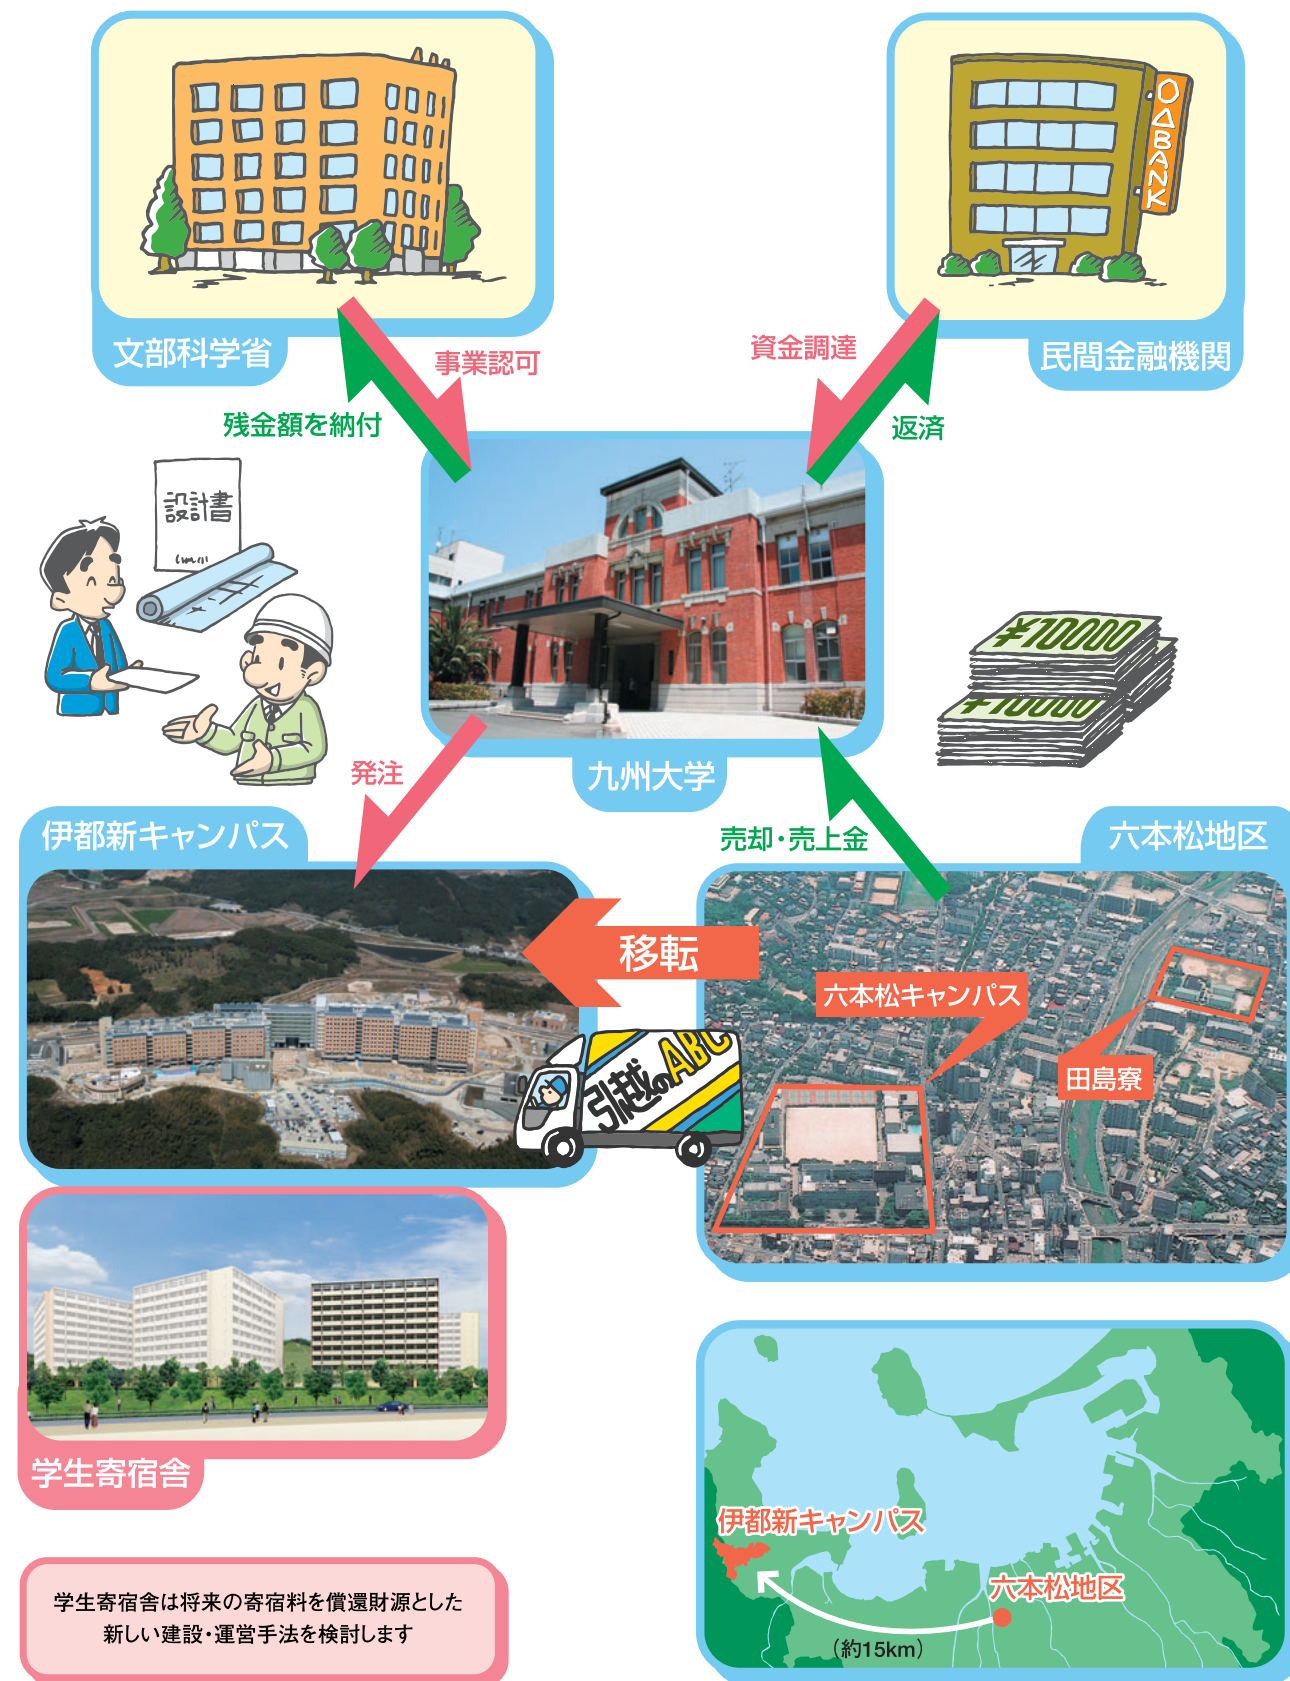 ○△BANK
文部科学省
民間金融機関
事業認可
資金調達
残金額を納付
返済
設計書
¥10000
¥10000
九州大学
発注
売却・売上金
伊都新キャンパス
六本松地区
移転
六本松キャンパス
田島寮
引越のABC
学生寄宿舎
伊都新キャンパス
六本松地区
（約15km）
学生寄宿舎は将来の寄宿料を償還財源とした
新しい建設・運営手法を検討します